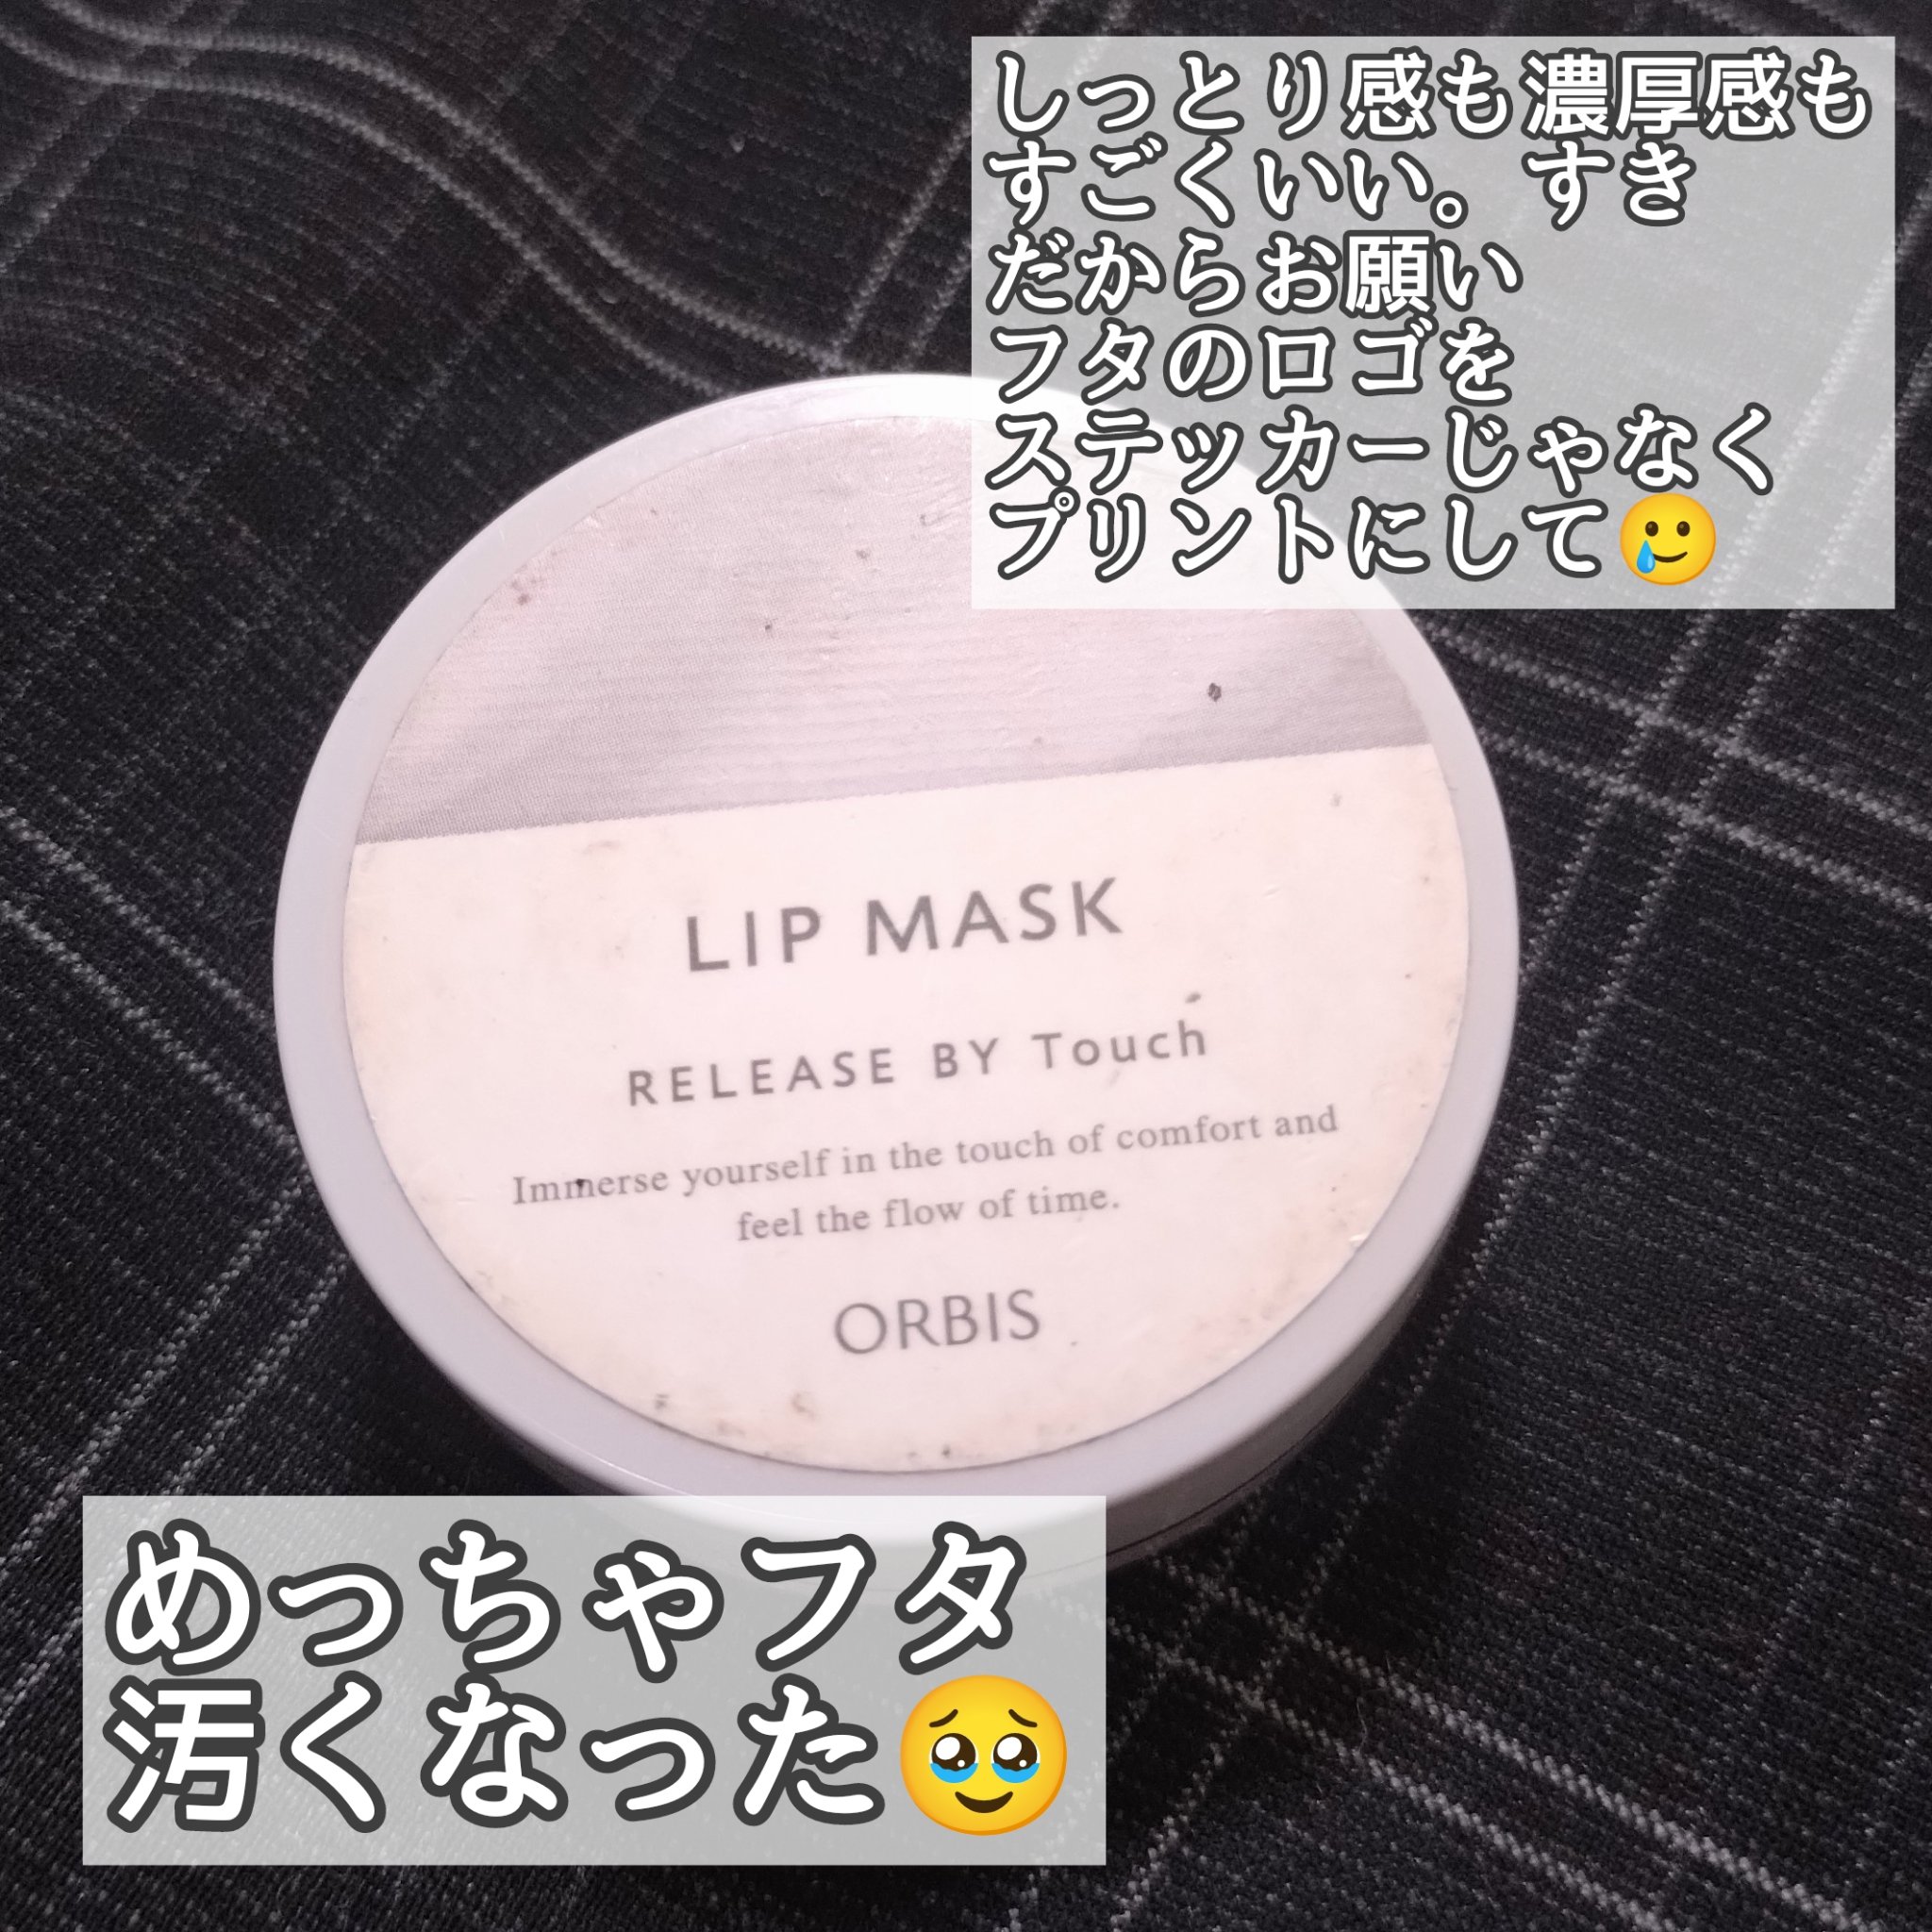 しっとり感も濃厚感も
すごくいい。すき
だからお願い
フタのロゴを
ステッカーじゃなく
プリントにして🥲
LIP MASK
RELEASE BY Touch
Immerse yourself in the touch of comfort and
feel the flow of time.
ORBIS
めっちゃフタ
汚くなった🥹